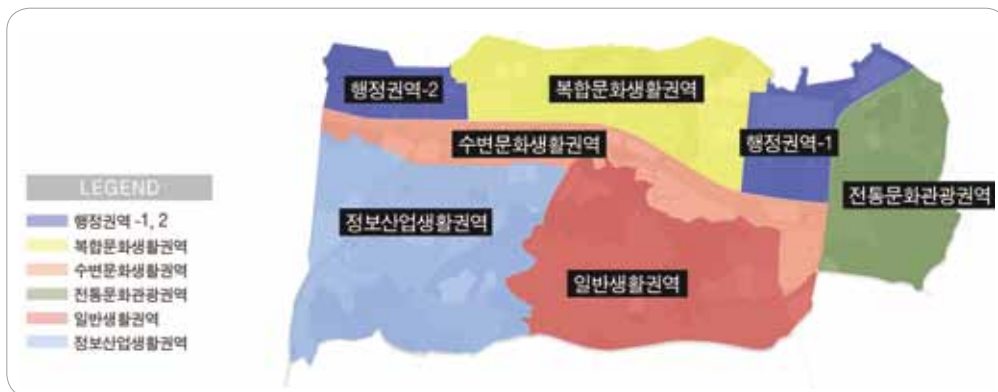 행정권역-2
복합문화생활권역
수변문화생활권역
행정권역-1
전통문화관광권역
정보산업생활권역
일반생활권역
LEGEND
행정권역 -1, 2
복합문화생활권역
수변문화생활권역
전통문화관광권역
일반생활권역
정보산업생활권역